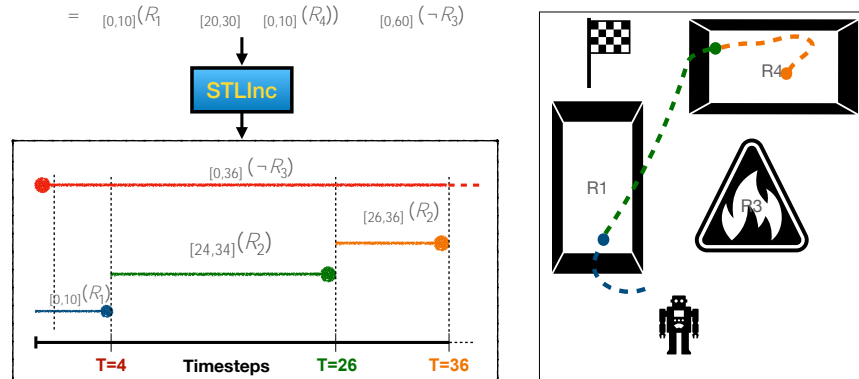 = [0,10](R1 [20,30] [0,10](R4)) [0,60](¬R3)
STLInc
[0,36](¬R3)
[26,36](R2)
[24,34](R2)
[0,10](R1)
T=4 Timesteps T=26 T=36
R4
R1
R3